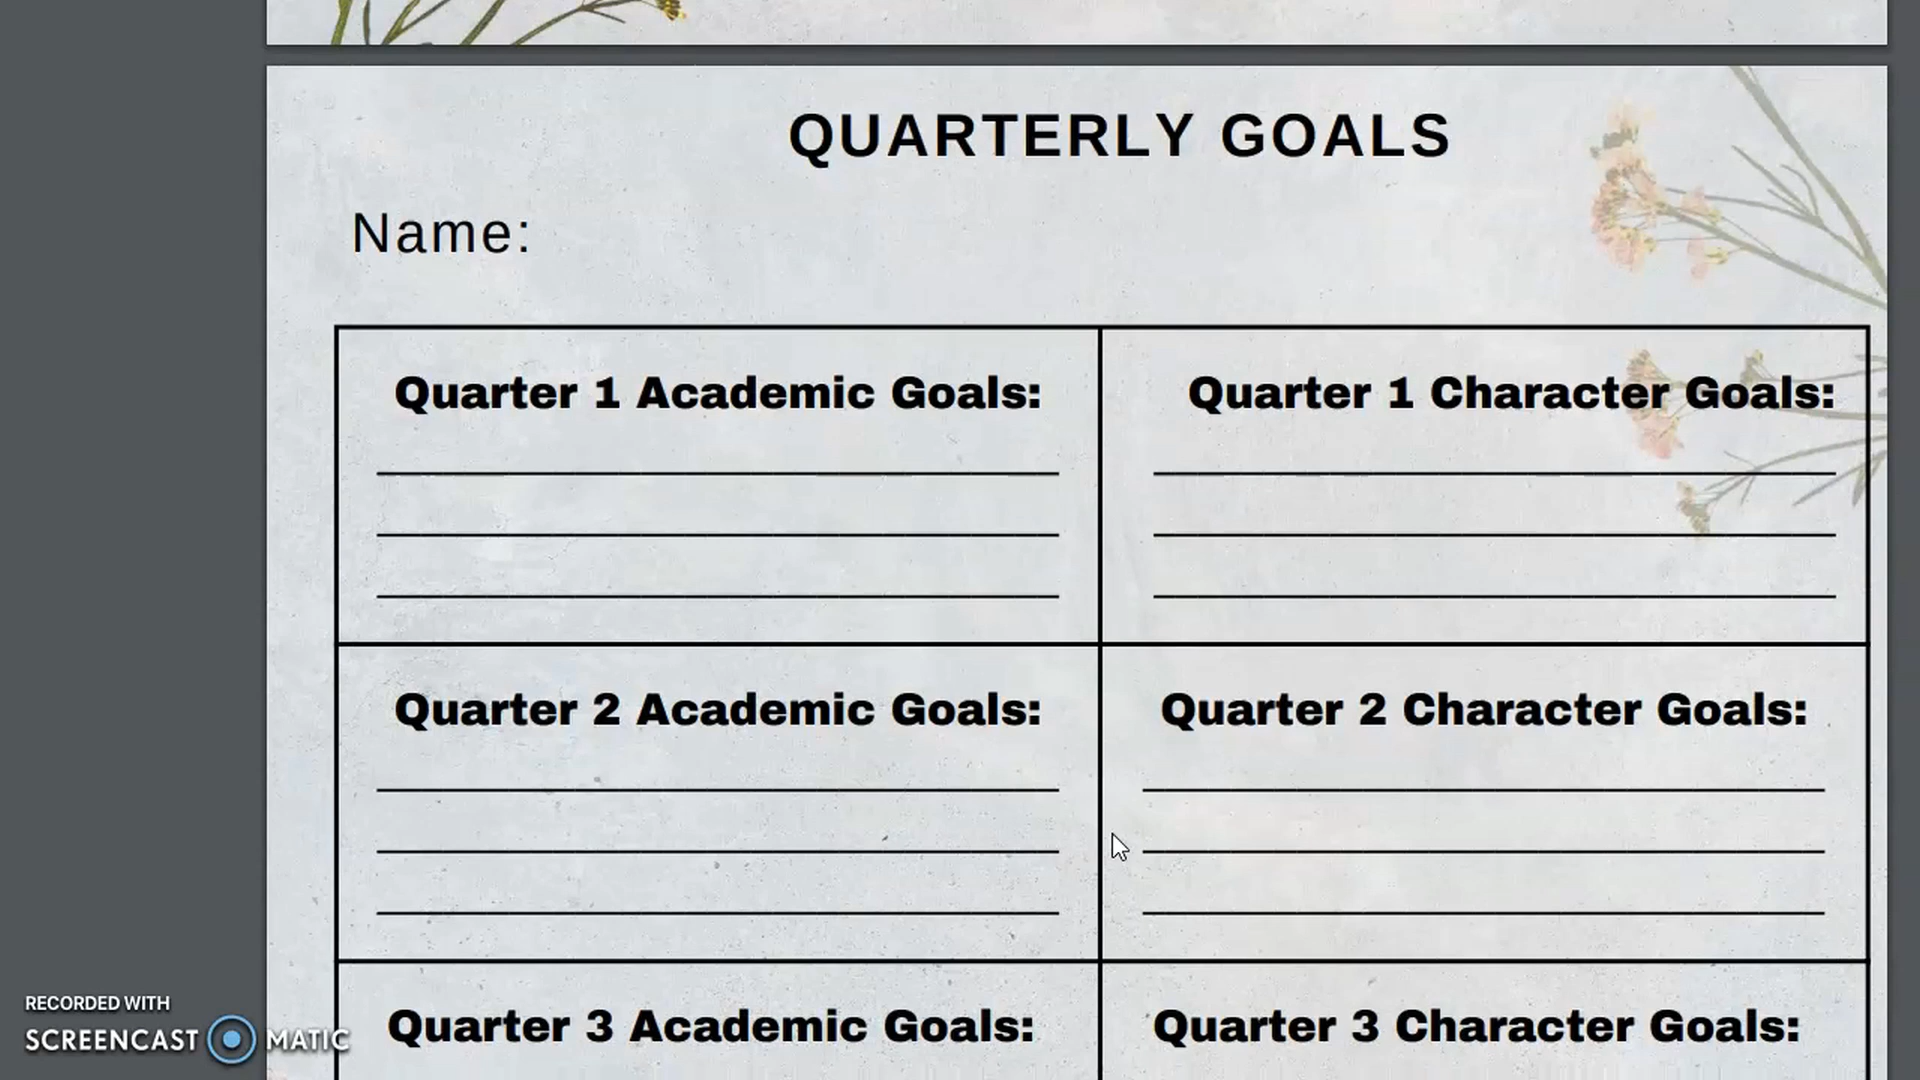 QUARTERLY GOALS
Name:
Quarter 1 Academic Goals:
Quarter 1 Character Goals:
Quarter 2 Academic Goals:
Quarter 2 Character Goals:
Quarter 3 Academic Goals:
Quarter 3 Character Goals:
RECORDED WITH
SCREENCAST MATIC